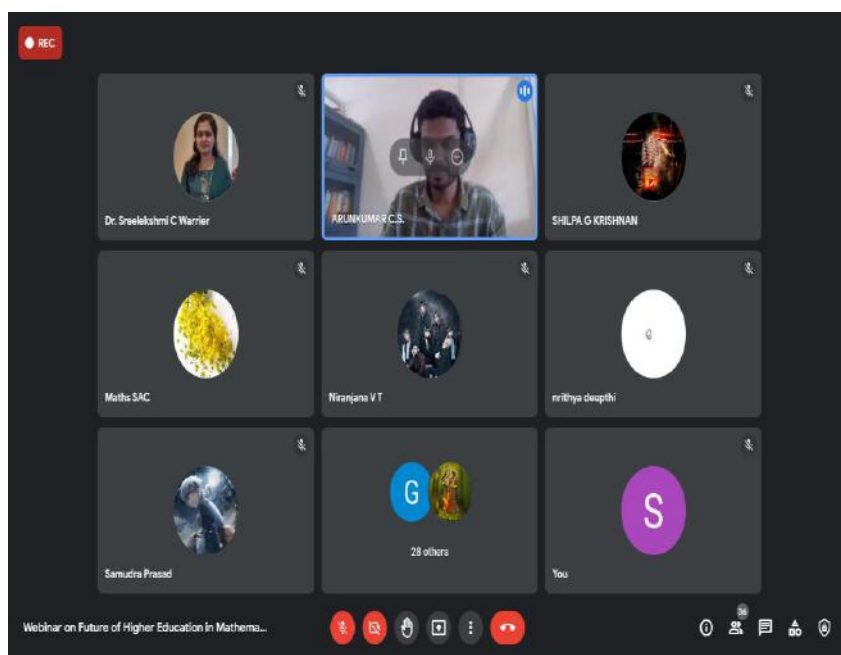 REC
Dr. Sreelekshmi C Warrier
ARUNKUMAR C.S.
SHILPA G KRISHNAN
Maths SAC
Niranjana V T
G
nrithya deepthi
Samudra Prasad
G
28 others
S
You
Webinar on Future of Higher Education in Mathema...
36